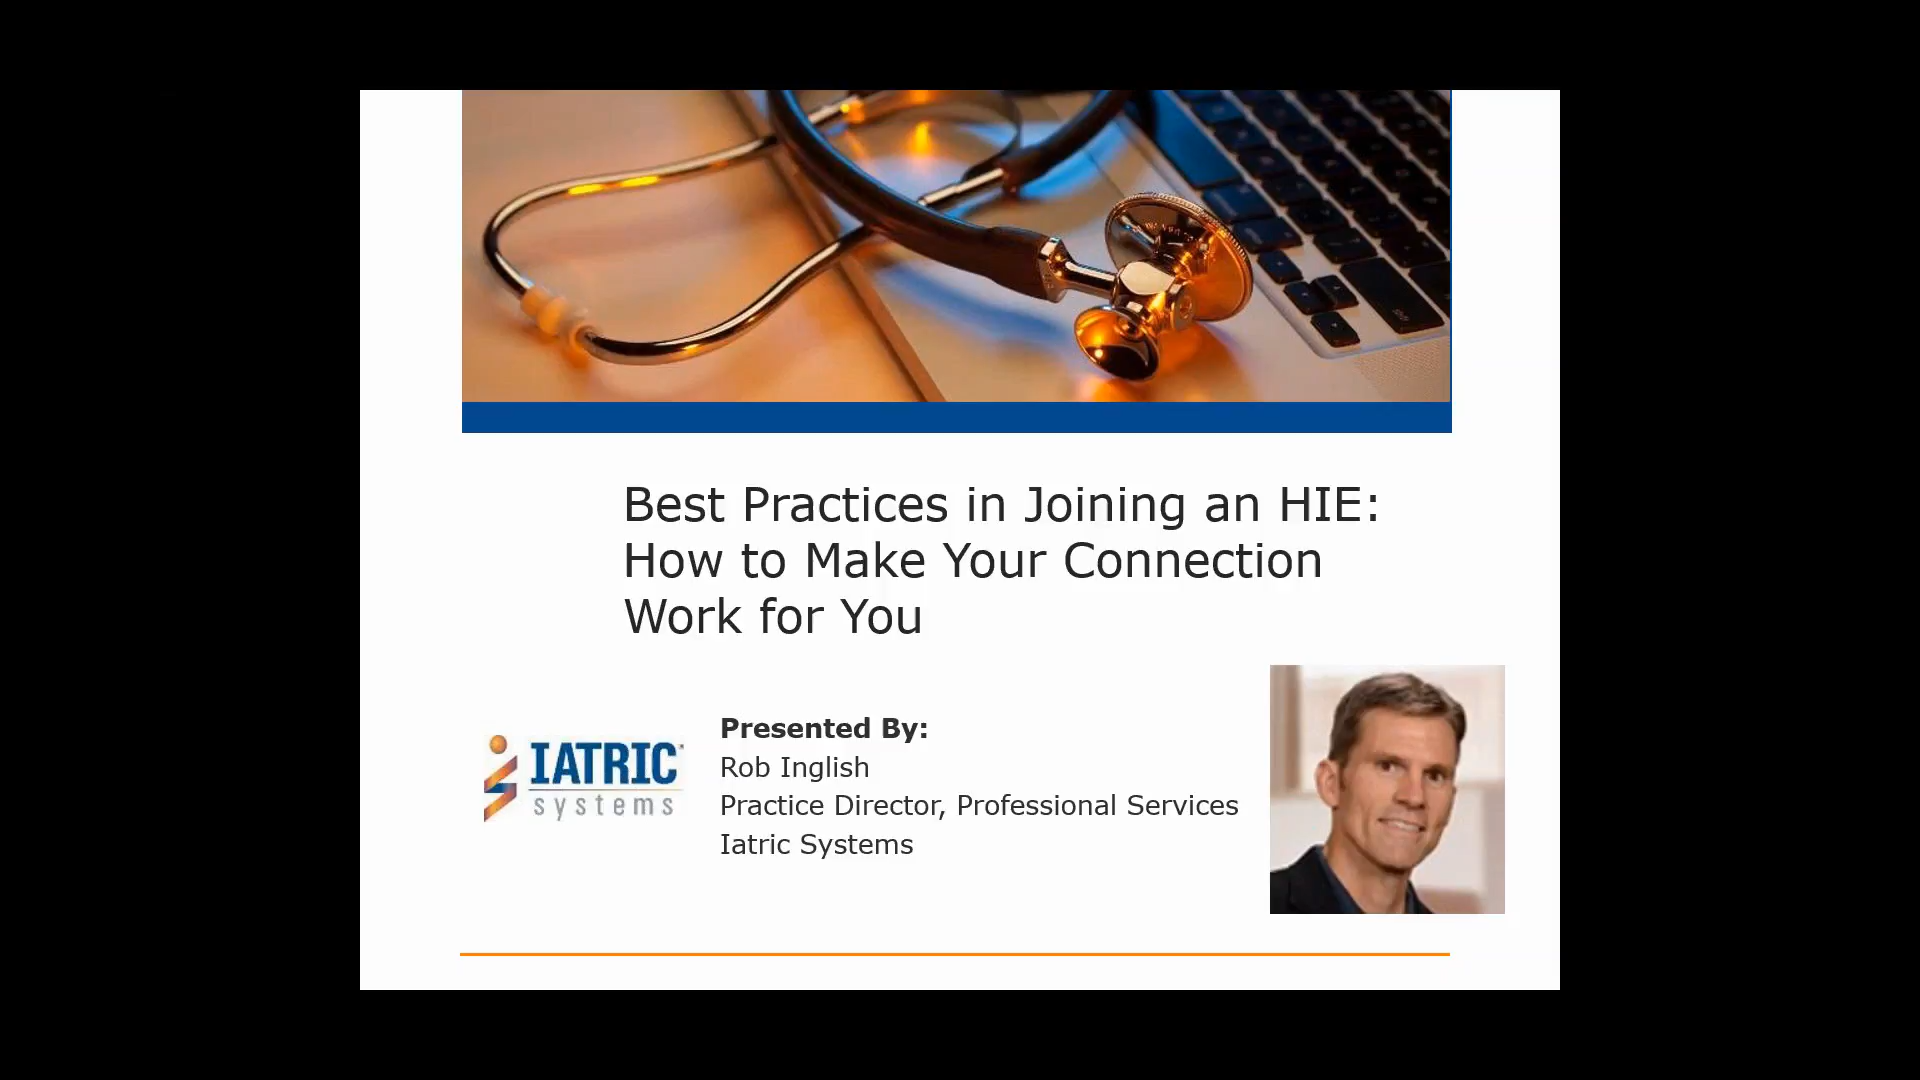 Best Practices in Joining an HIE:
How to Make Your Connection
Work for You
Presented By:
Rob Inglish
Practice Director, Professional Services
Iatric Systems
IATRIC
systems